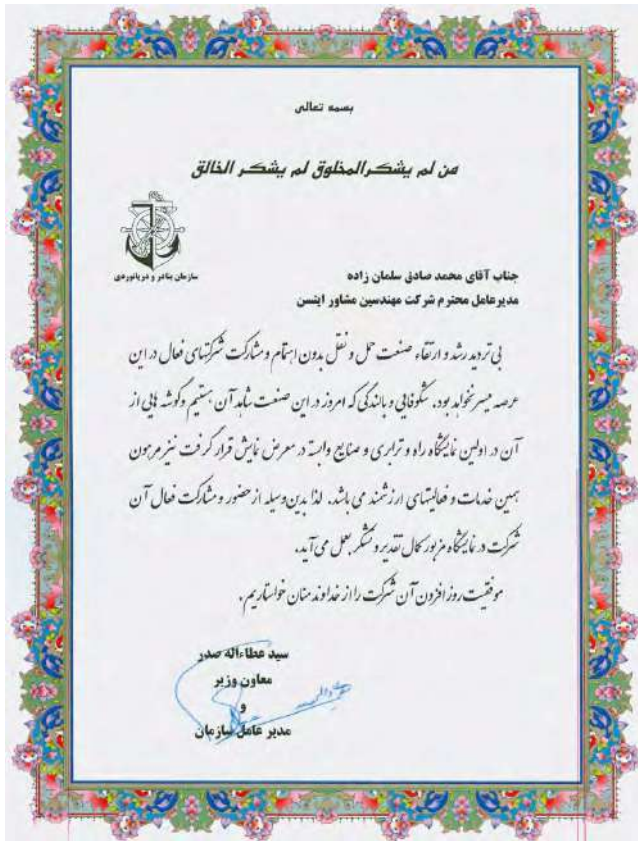 بسمه تعالی
من لم یشکرالمخلوق لم یشکر الخالق
سازمان بنادر و دریانوردی
جناب آقای محمد صادق سلمان زاده
مدیرعامل محترم شرکت مهندسین مشاور ایتسن
بی تردید رشد و ارتقاء صنعت حمل و نقل بدون اهتمام و مشارکت شرکتهای فعال در این
عرصه میسر نخواهد بود، شکوفایی و بالندگی که امروز در این صنعت شاهد آن هستیم و گوشه هایی از
آن در اولین نمایشگاه راه و ترابری و صنایع وابسته در معرض نمایش قرار گرفت نیز مرهون
همین خدمات و فعالیتهای ارزشمند می باشد. لذا بدین وسیله از حضور و مشارکت فعال آن
شرکت در نمایشگاه مزبور کمال تقدیر و تشکر بعمل می آید.
موفقیت روز افزون آن شرکت را از خداوند منان خواستاریم.
سید عطاءاله صدر
معاون وزیر
و
مدیر عامل سازمان